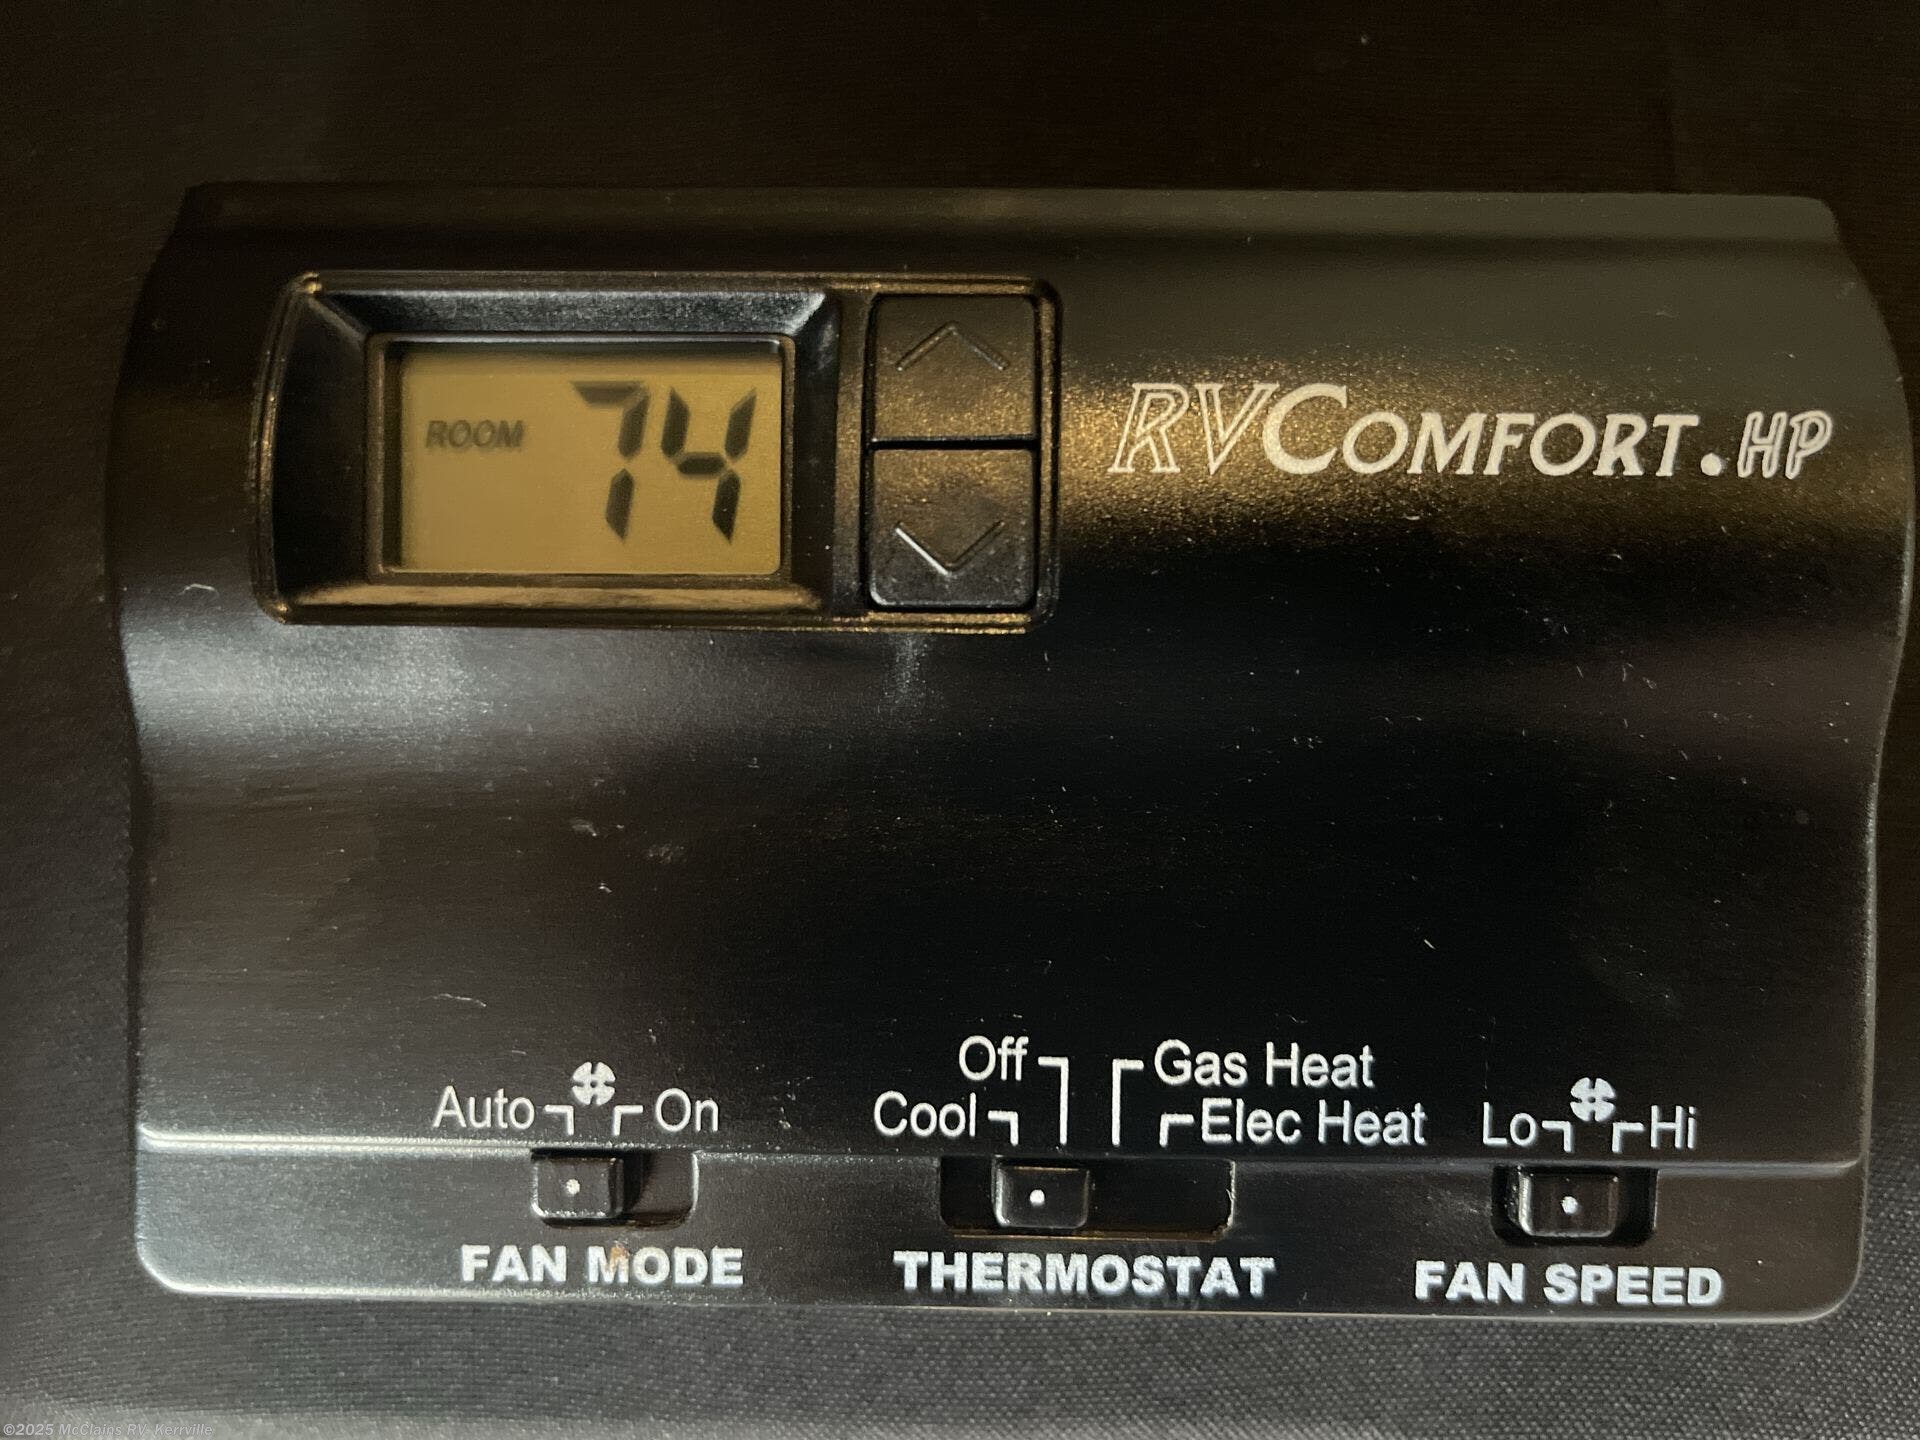 ROOM 74
RVCOMFORT.HP
Off Gas Heat
Auto On Cool Elec Heat Lo Hi
FAN MODE THERMOSTAT FAN SPEED
©2025 McClains RV- Kerrville